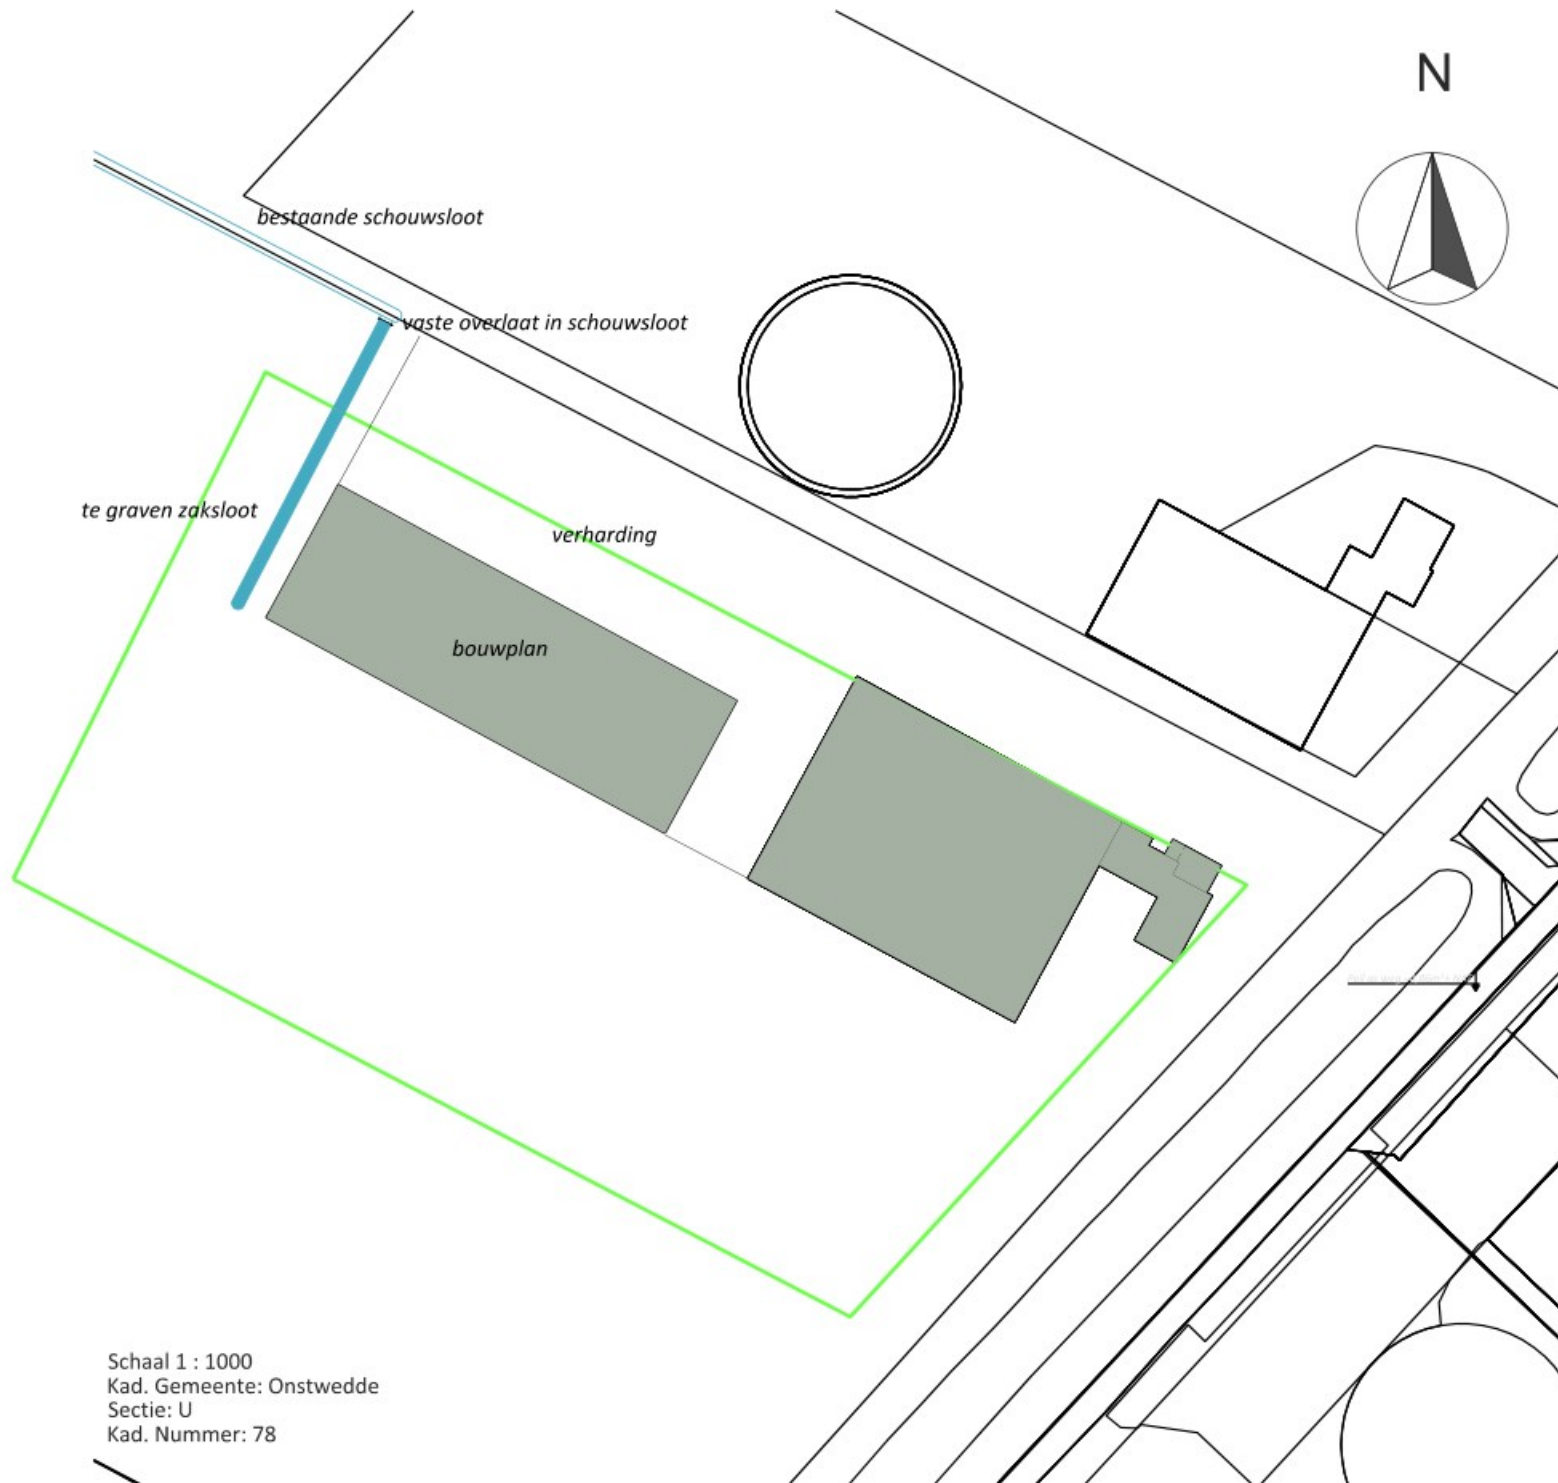 N
bestaande schouwsloot
vaste overlaat in schouwsloot
te graven zaksloot
verharding
bouwplan
Schaal 1 : 1000
Kad. Gemeente: Onstwedde
Sectie: U
Kad. Nummer: 78